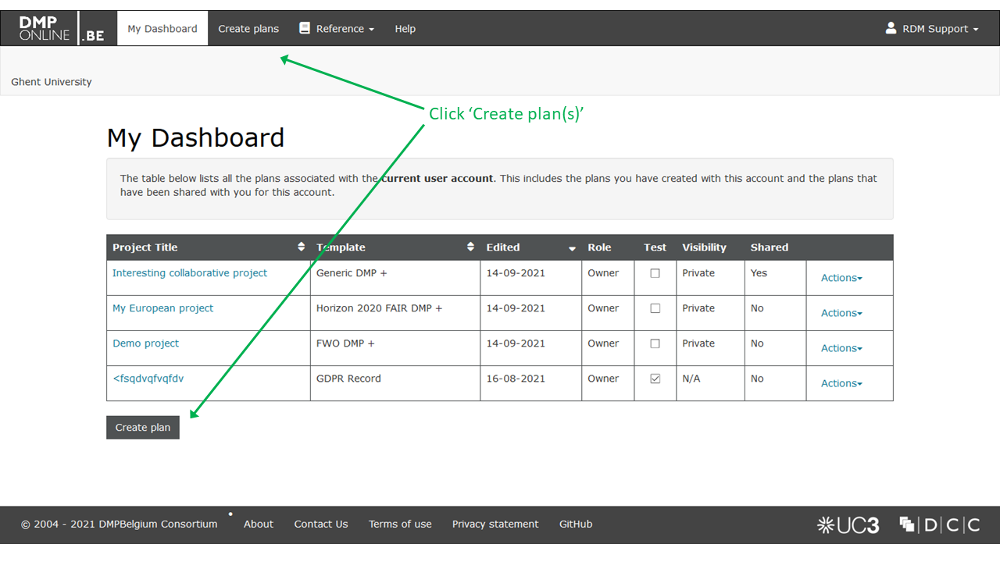 DMP ONLINE .BE My Dashboard Create plans Reference Help RDM Support
Ghent University
Click ‘Create plan(s)’
My Dashboard
The table below lists all the plans associated with the current user account. This includes the plans you have created with this account and the plans that
have been shared with you for this account.
Project Title Template Edited Role Test Visibility Shared
Interesting collaborative project Generic DMP + 14-09-2021 Owner Private Yes Actions
My European project Horizon 2020 FAIR DMP + 14-09-2021 Owner Private No Actions
Demo project FWO DMP + 14-09-2021 Owner Private No Actions
<fsqdvqfvqfdv GDPR Record 16-08-2021 Owner N/A No Actions
Create plan
© 2004 - 2021 DMPBelgium Consortium About Contact Us Terms of use Privacy statement GitHub UC3 D|C|C